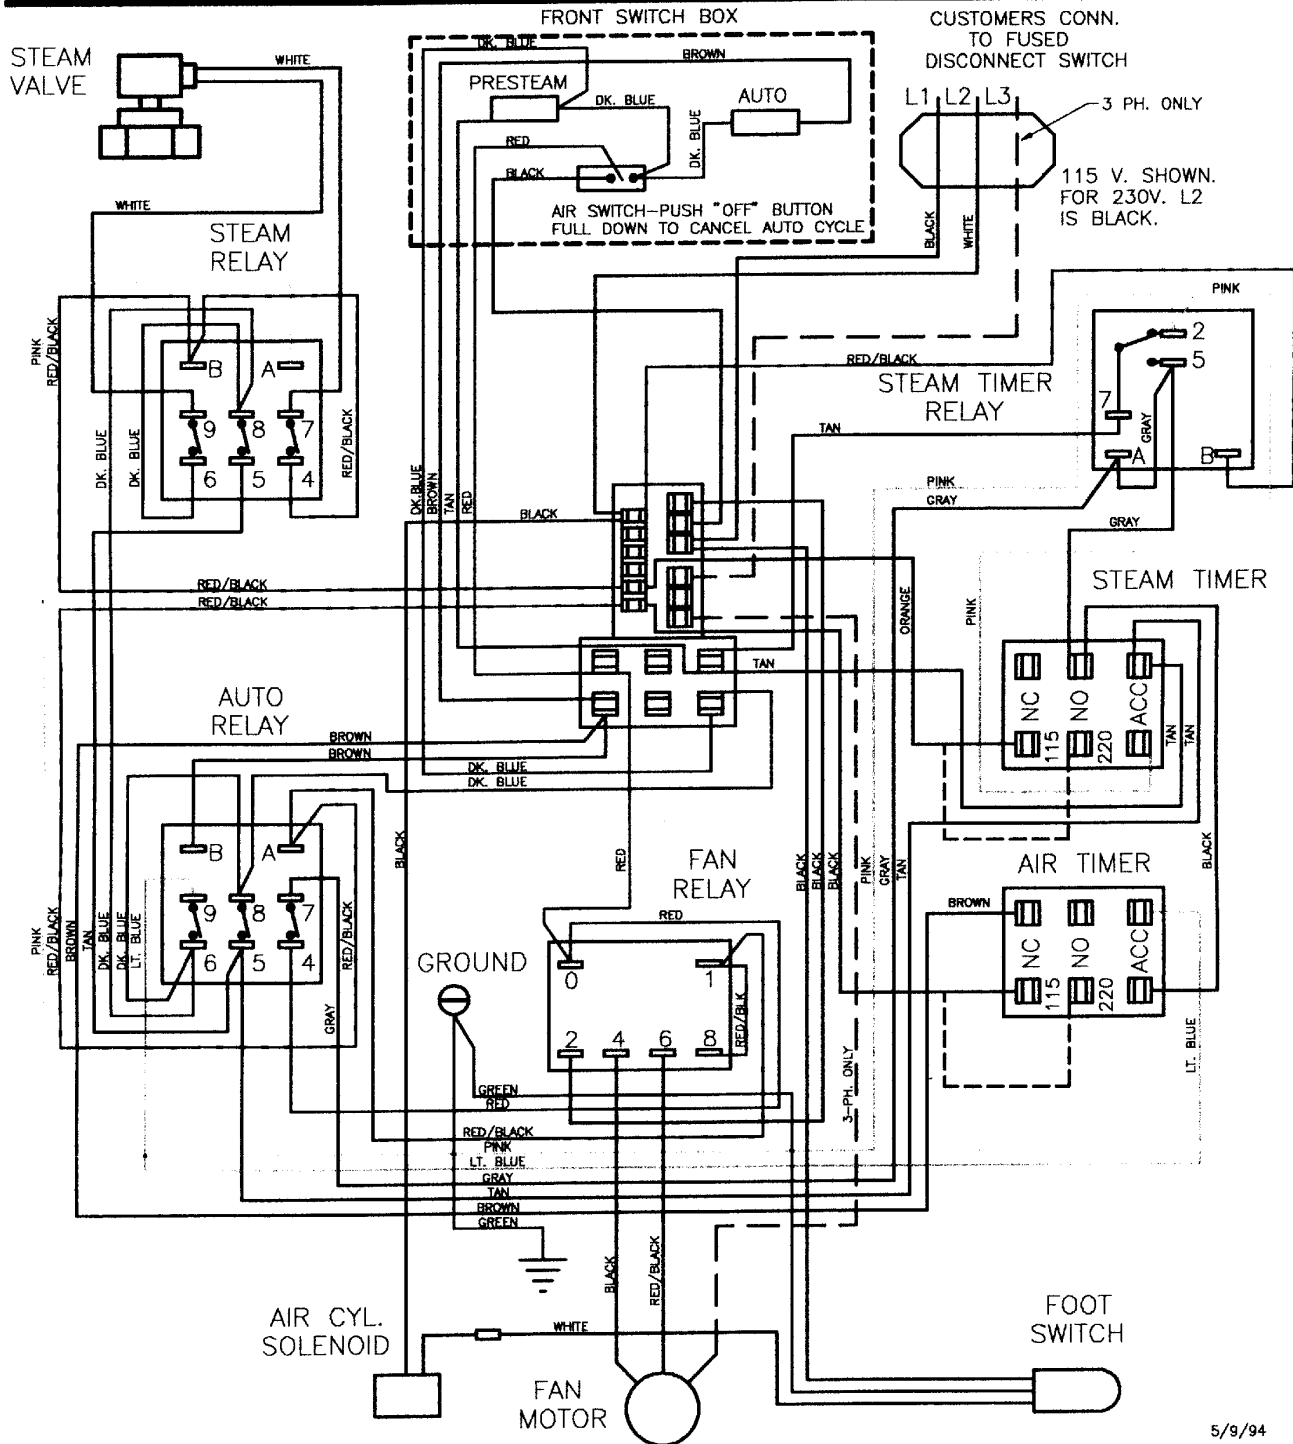 FRONT SWITCH BOX
CUSTOMERS CONN.
TO FUSED
DISCONNECT SWITCH
STEAM
VALVE
WHITE
DK. BLUE
BROWN
PRESTEAM
DK. BLUE
AUTO
L1 L2 L3
3 PH. ONLY
RED
DK. BLUE
BLACK
115 V. SHOWN.
FOR 230V. L2
IS BLACK.
WHITE
AIR SWITCH-PUSH "OFF" BUTTON
FULL DOWN TO CANCEL AUTO CYCLE
BLACK
WHITE
STEAM
RELAY
PINK
RED/BLACK
PINK
B
A
9
8
7
6
5
4
DK. BLUE
DK. BLUE
RED/BLACK
RED/BLACK
STEAM TIMER
RELAY
2
5
7
A
B
GRAY
TAN
PINK
GRAY
GRAY
DK.BLUE
BROWN
TAN
RED
BLACK
RED/BLACK
RED/BLACK
ORANGE
PINK
STEAM TIMER
NC
NO
ACC
115
220
TAN
TAN
TAN
AUTO
RELAY
BROWN
BROWN
DK. BLUE
DK. BLUE
BLACK
RED
B
A
9
8
7
6
5
4
PINK
RED/BLACK
BROWN
TAN
DK. BLUE
DK. BLUE
LT. BLUE
RED/BLACK
GRAY
FAN
RELAY
RED
0
1
2
4
6
8
RED/BLK
BLACK
BLACK
BLACK
PINK
GRAY
TAN
3-PH. ONLY
AIR TIMER
BROWN
BLACK
NC
NO
ACC
115
220
LT. BLUE
GROUND
GREEN
RED
RED/BLACK
PINK
LT. BLUE
GRAY
TAN
BROWN
GREEN
BLACK
RED/BLACK
AIR CYL.
SOLENOID
WHITE
FAN
MOTOR
FOOT
SWITCH
5/9/94